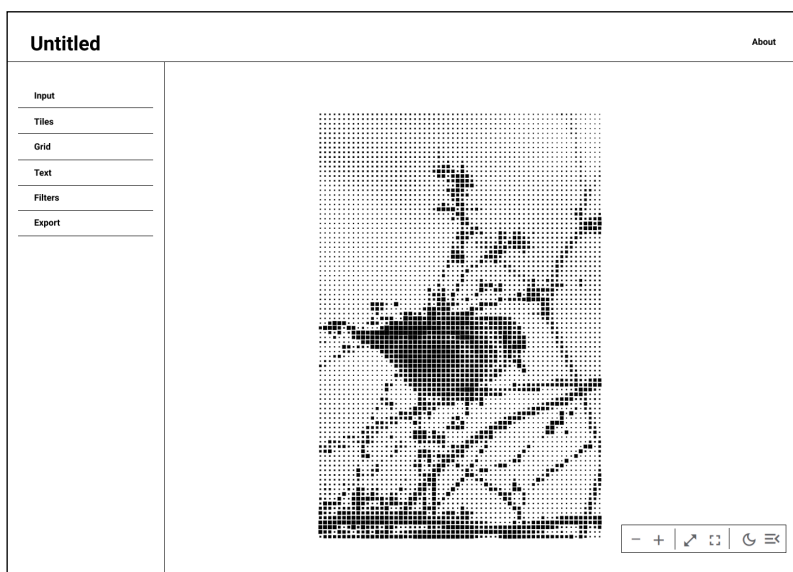 Untitled
About
Input
Tiles
Grid
Text
Filters
Export